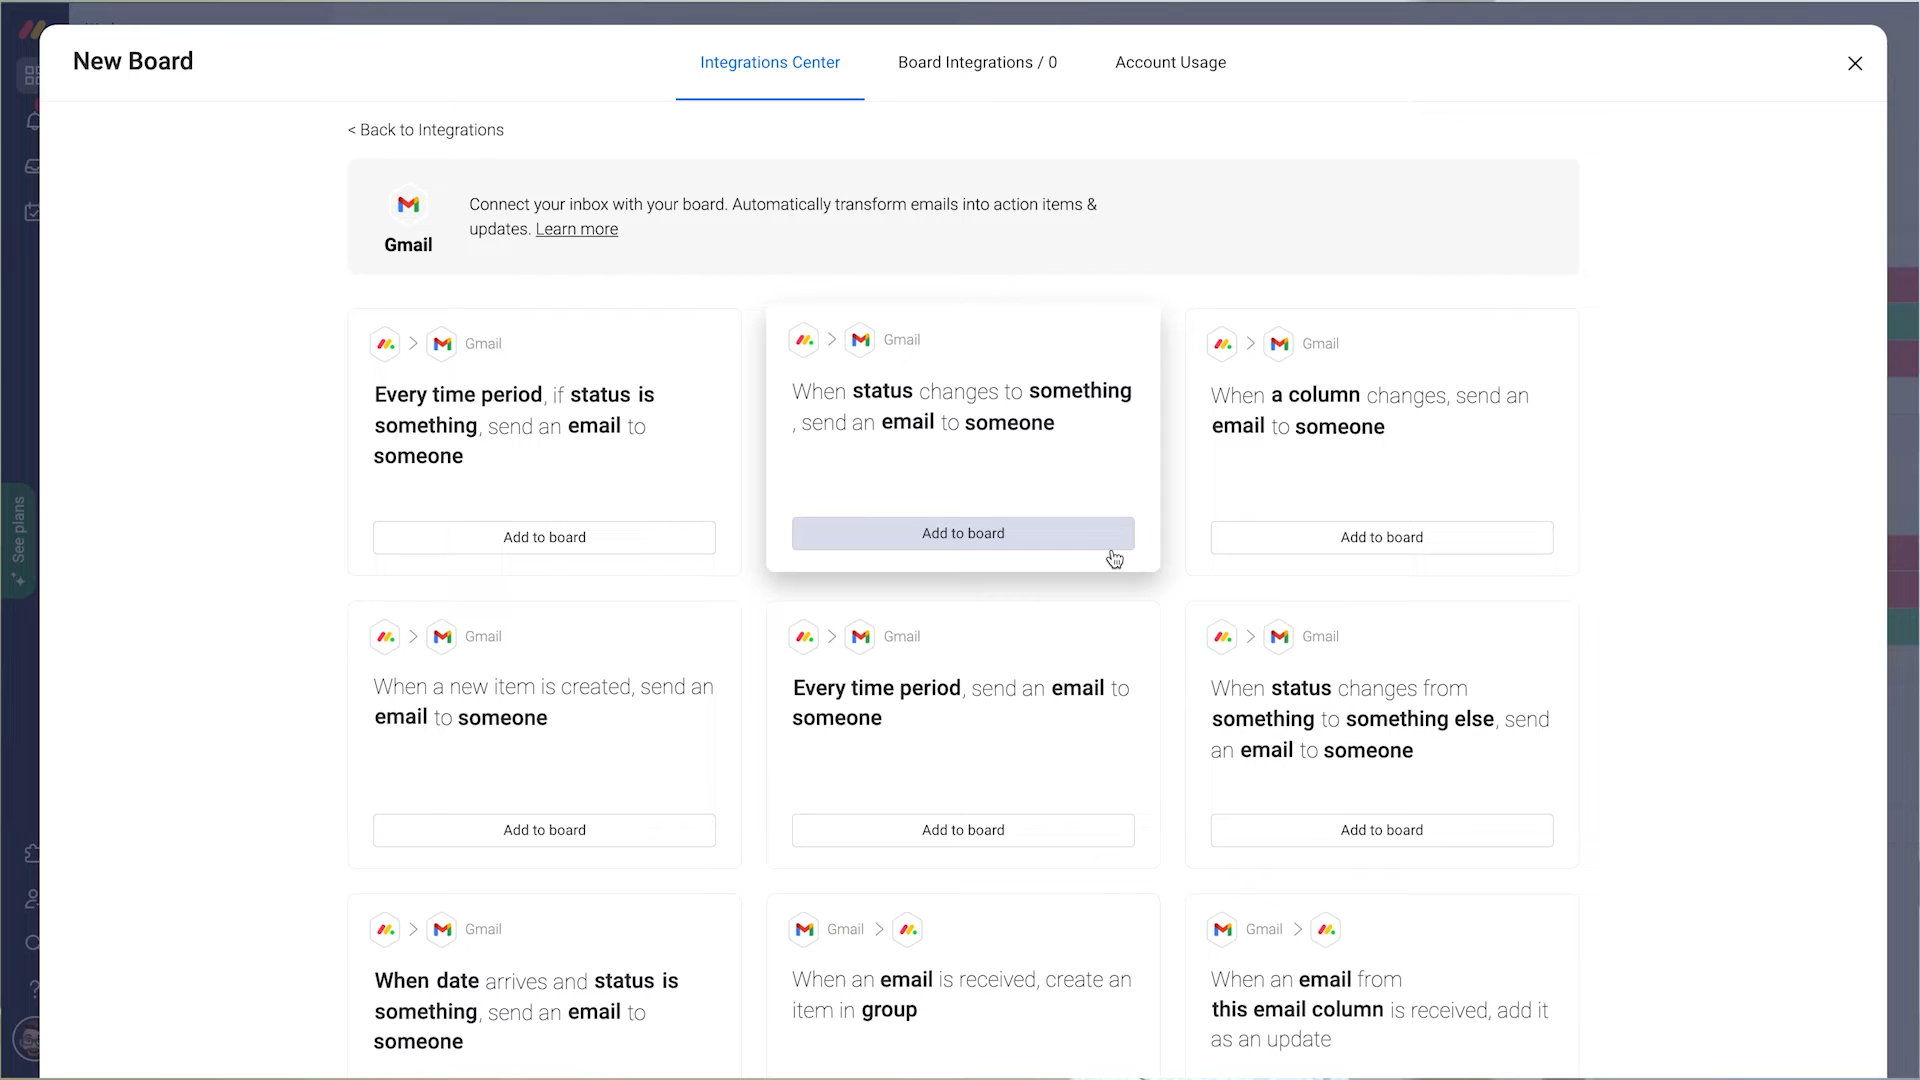 New Board
Integrations Center
Board Integrations / 0
Account Usage
< Back to Integrations
Gmail
Connect your inbox with your board. Automatically transform emails into action items &
updates. Learn more
Gmail
Every time period, if status is
something, send an email to
someone
Add to board
Gmail
When status changes to something
, send an email to someone
Add to board
Gmail
When a column changes, send an
email to someone
Add to board
Gmail
When a new item is created, send an
email to someone
Add to board
Gmail
Every time period, send an email to
someone
Add to board
Gmail
When status changes from
something to something else, send
an email to someone
Add to board
Gmail
When date arrives and status is
something, send an email to
someone
Gmail
When an email is received, create an
item in group
Gmail
When an email from
this email column is received, add it
as an update
See plans